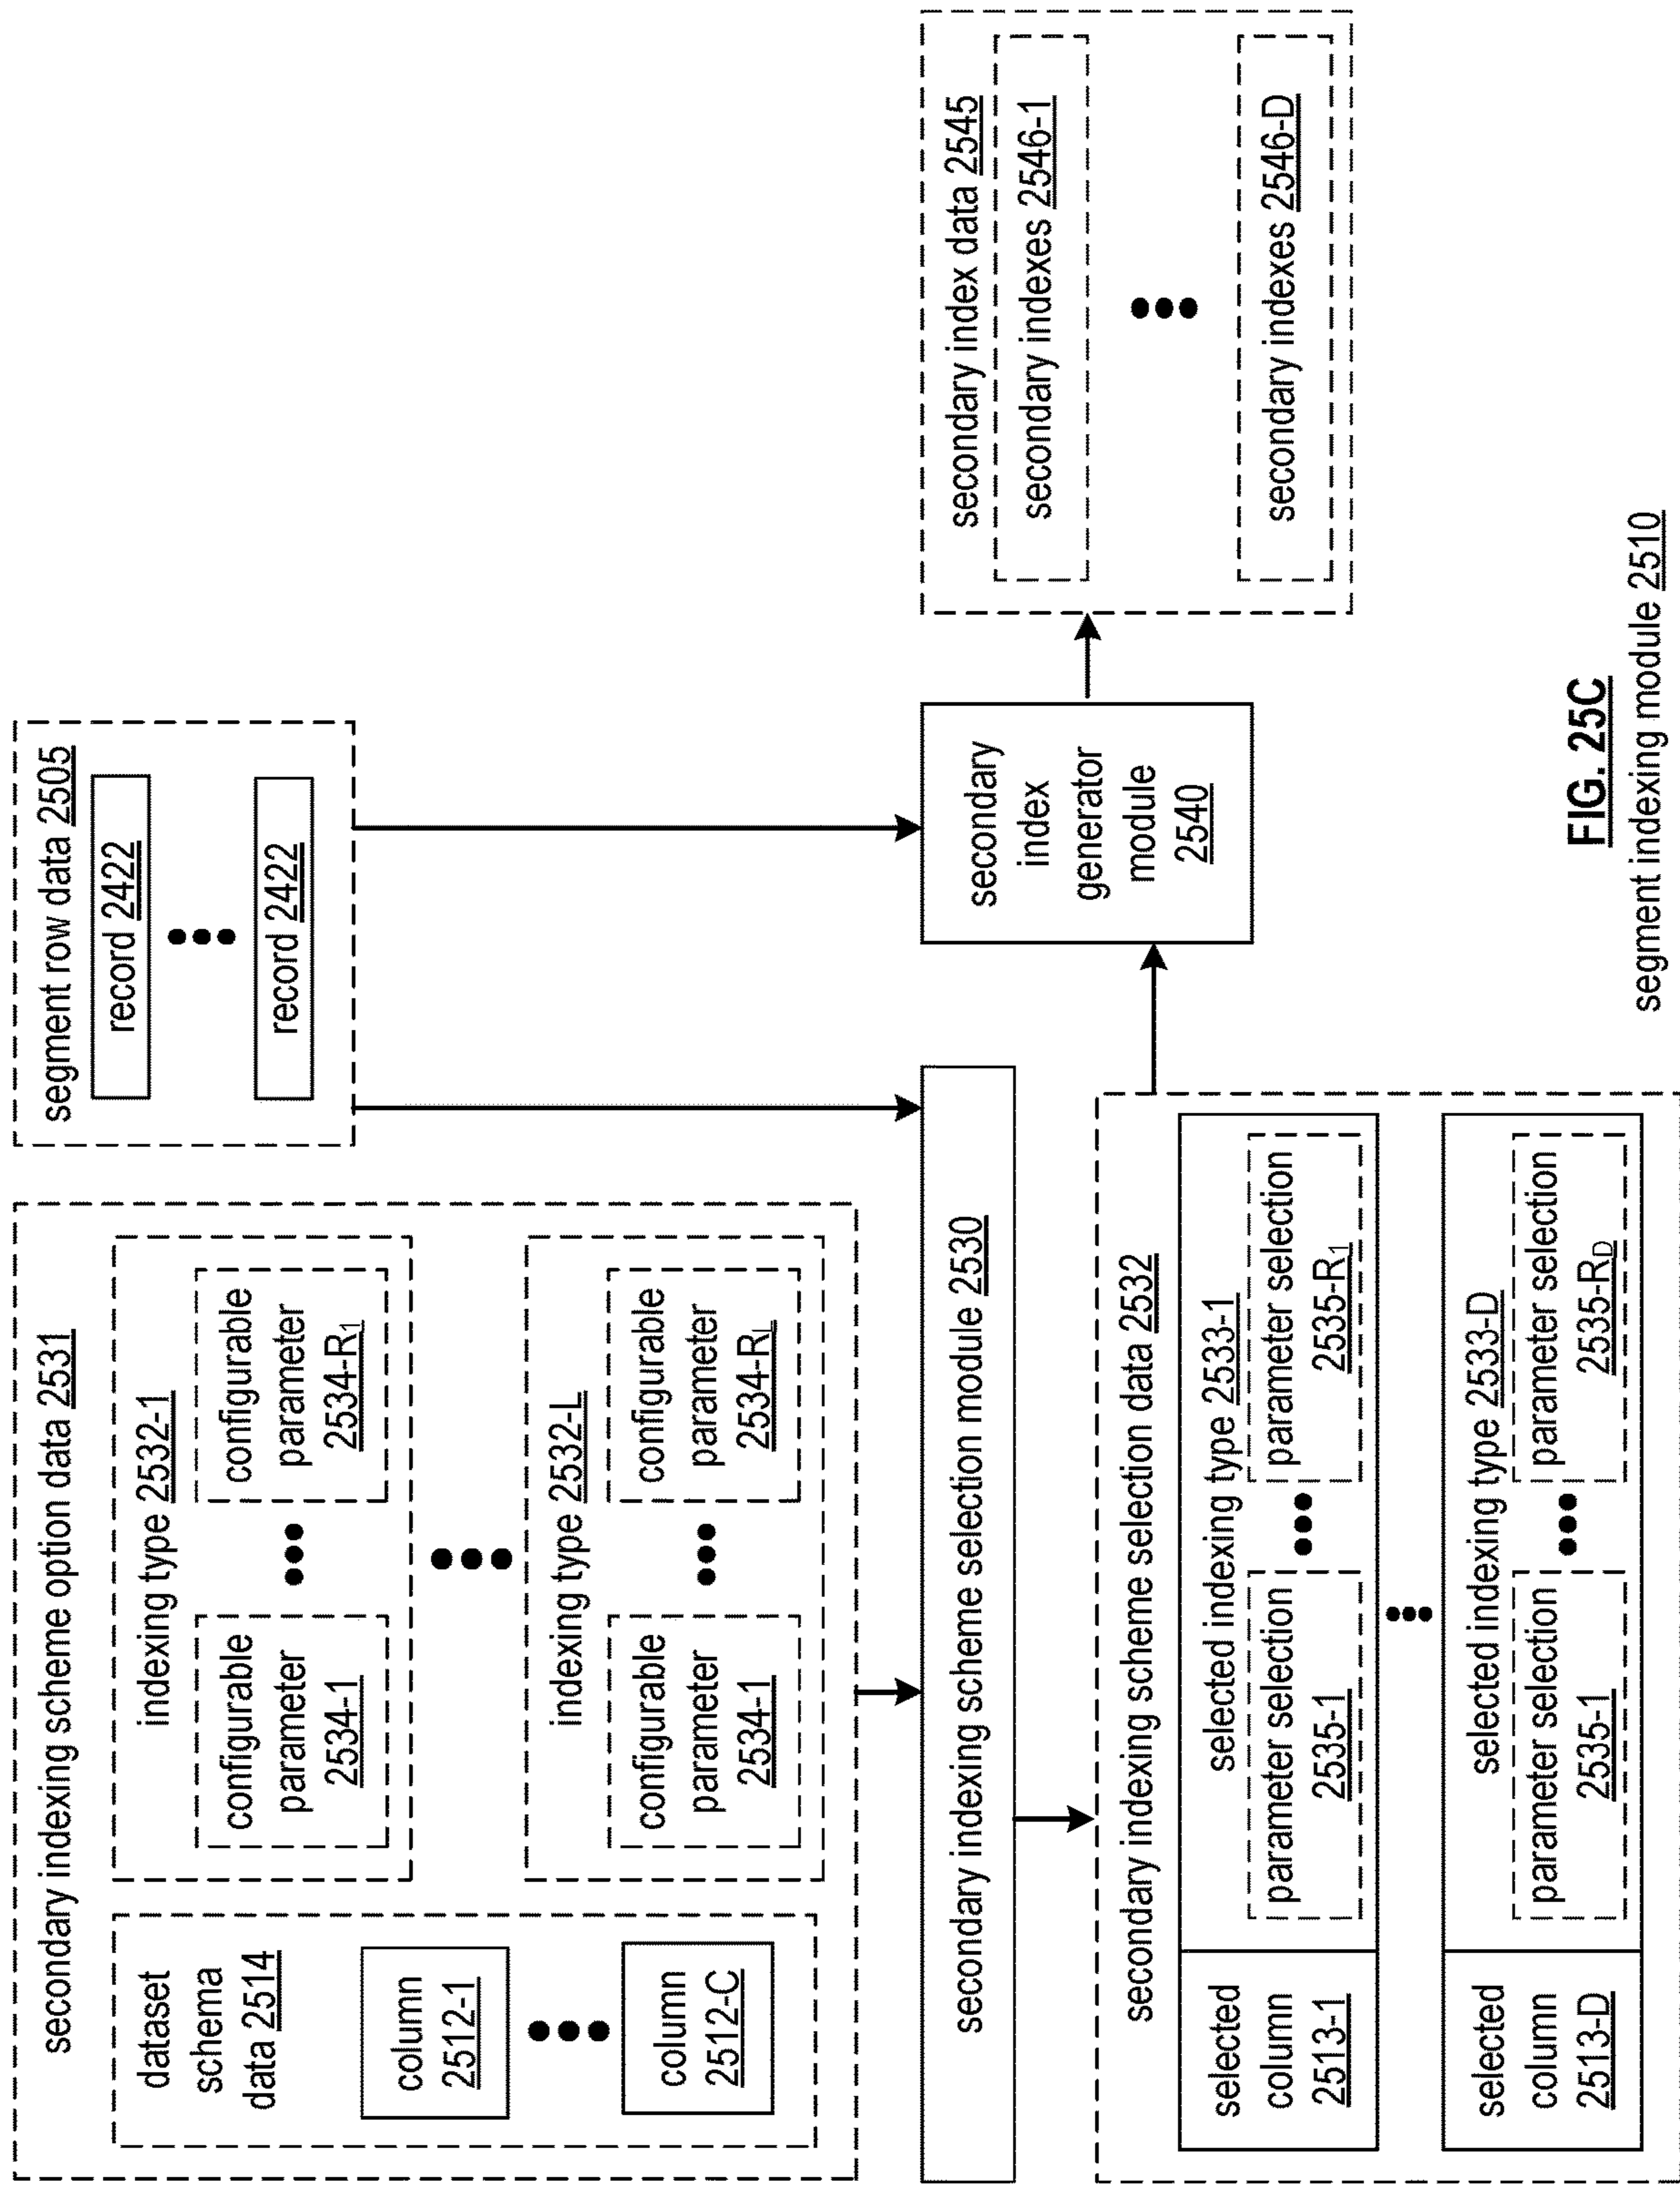 secondary indexing scheme option data 2531
dataset
schema
data 2514
column
2512-1
column
2512-C
indexing type 2532-1
configurable
parameter
2534-1
configurable
parameter
2534-R1
indexing type 2532-L
configurable
parameter
2534-1
configurable
parameter
2534-RL
segment row data 2505
record 2422
record 2422
secondary indexing scheme selection module 2530
secondary indexing scheme selection data 2532
selected
column
2513-1
selected indexing type 2533-1
parameter selection
2535-1
parameter selection
2535-R1
selected
column
2513-D
selected indexing type 2533-D
parameter selection
2535-1
parameter selection
2535-RD
secondary
index
generator
module
2540
secondary index data 2545
secondary indexes 2546-1
secondary indexes 2546-D
FIG. 25C
segment indexing module 2510